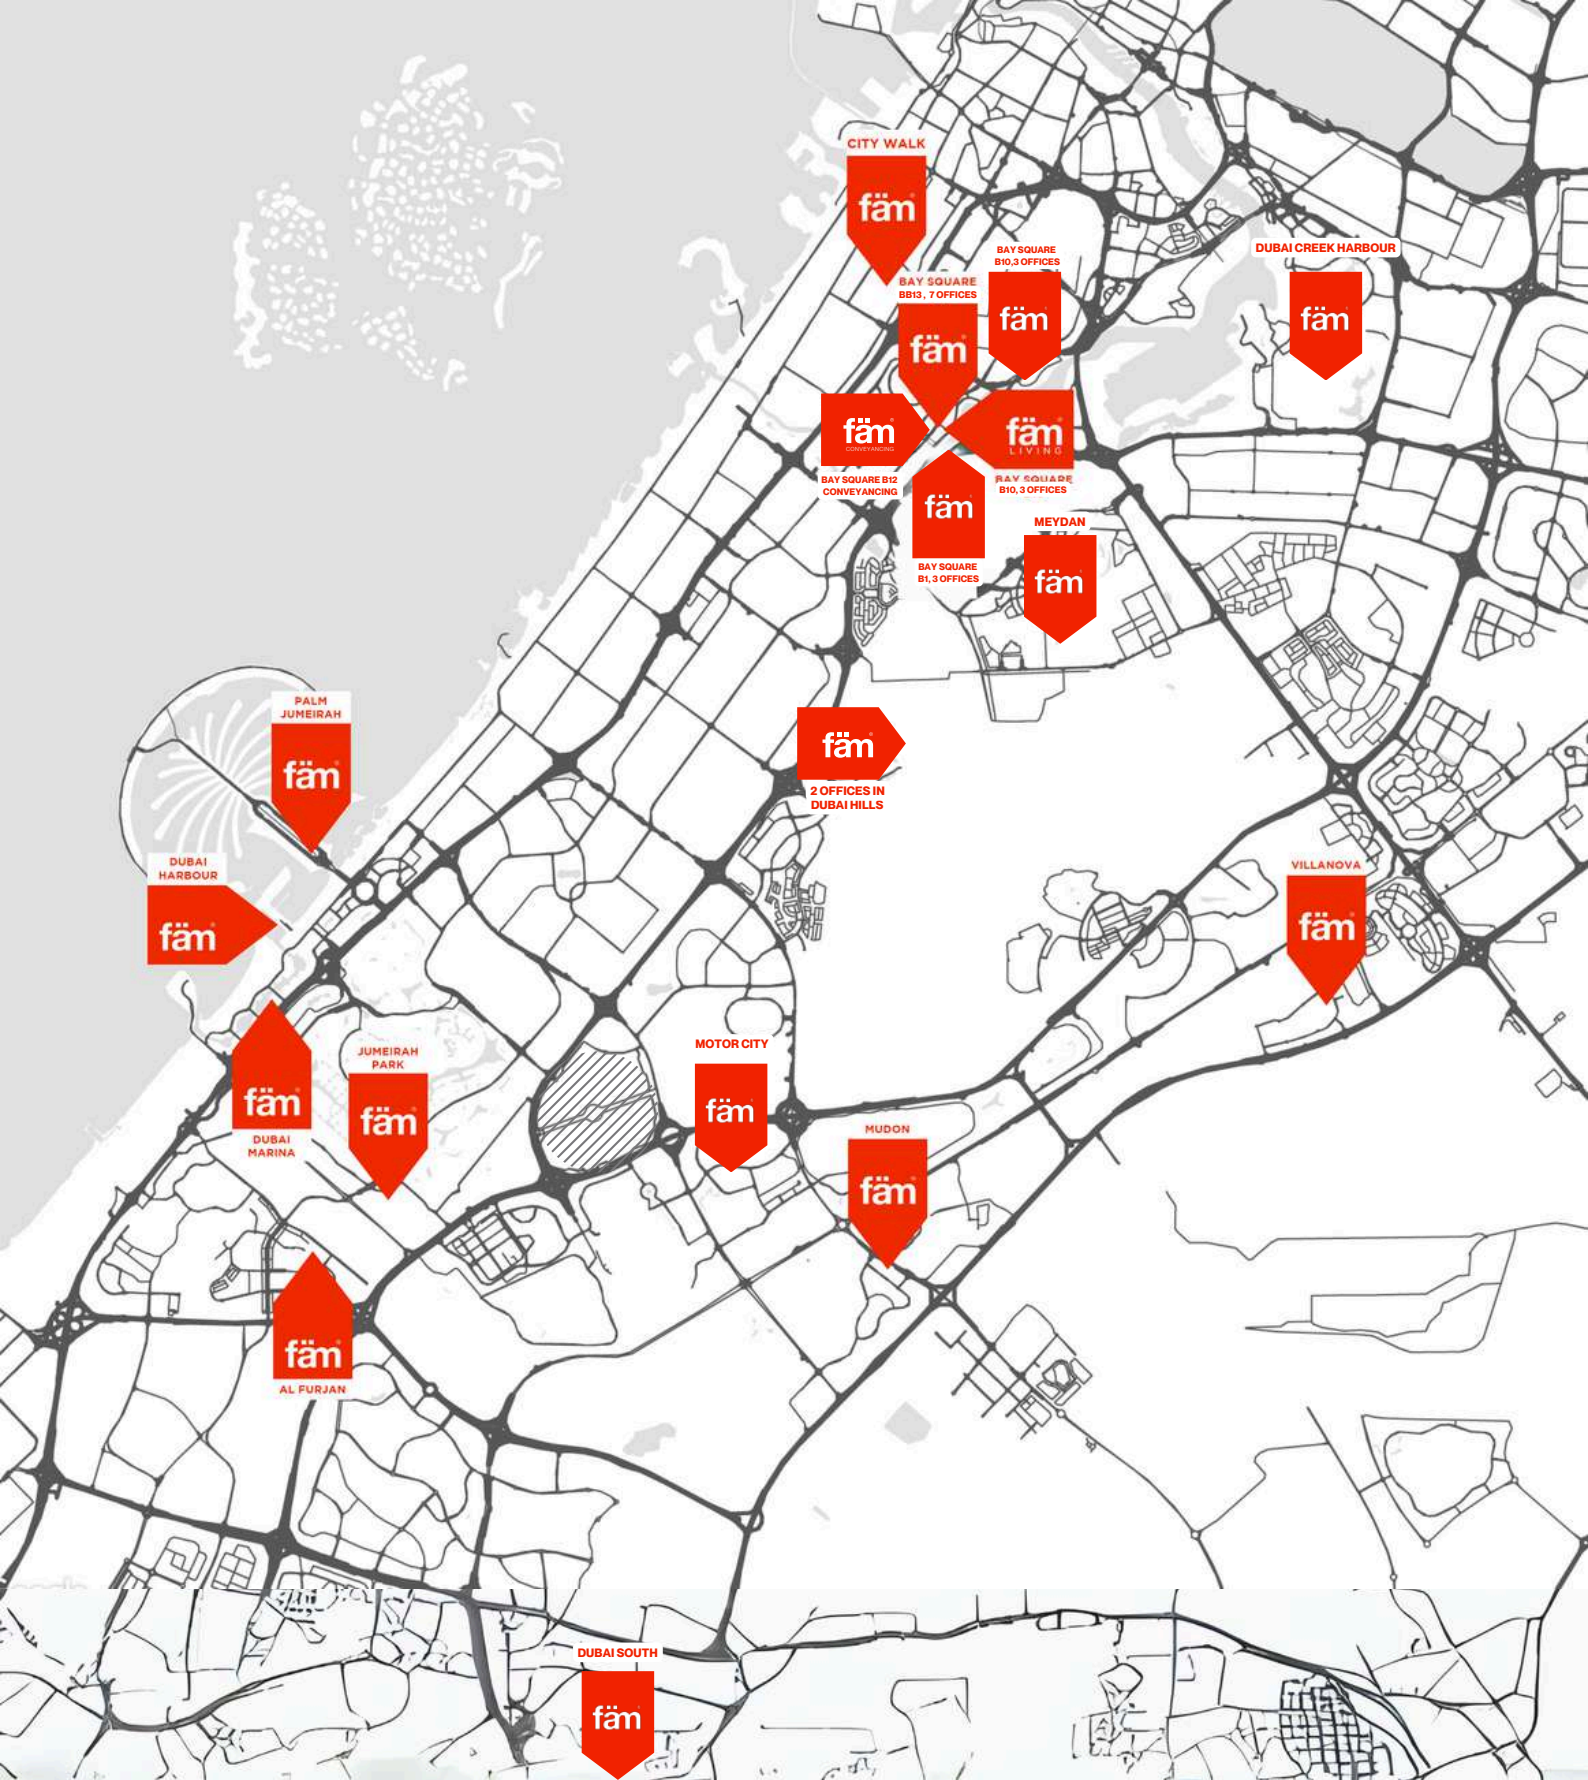 CITY WALK
fäm
BAY SQUARE
B10,3 OFFICES
fäm
DUBAI CREEK HARBOUR
fäm
BAY SQUARE
BB13, 7 OFFICES
fäm
fäm
CONVEYANCING
BAY SQUARE B12
CONVEYANCING
fäm
LIVING
BAY SQUARE
B10, 3 OFFICES
fäm
BAY SQUARE
B1, 3 OFFICES
MEYDAN
fäm
PALM
JUMEIRAH
fäm
fäm
2 OFFICES IN
DUBAI HILLS
DUBAI
HARBOUR
fäm
VILLANOVA
fäm
fäm
DUBAI
MARINA
JUMEIRAH
PARK
fäm
MOTOR CITY
fäm
MUDON
fäm
fäm
AL FURJAN
DUBAI SOUTH
fäm